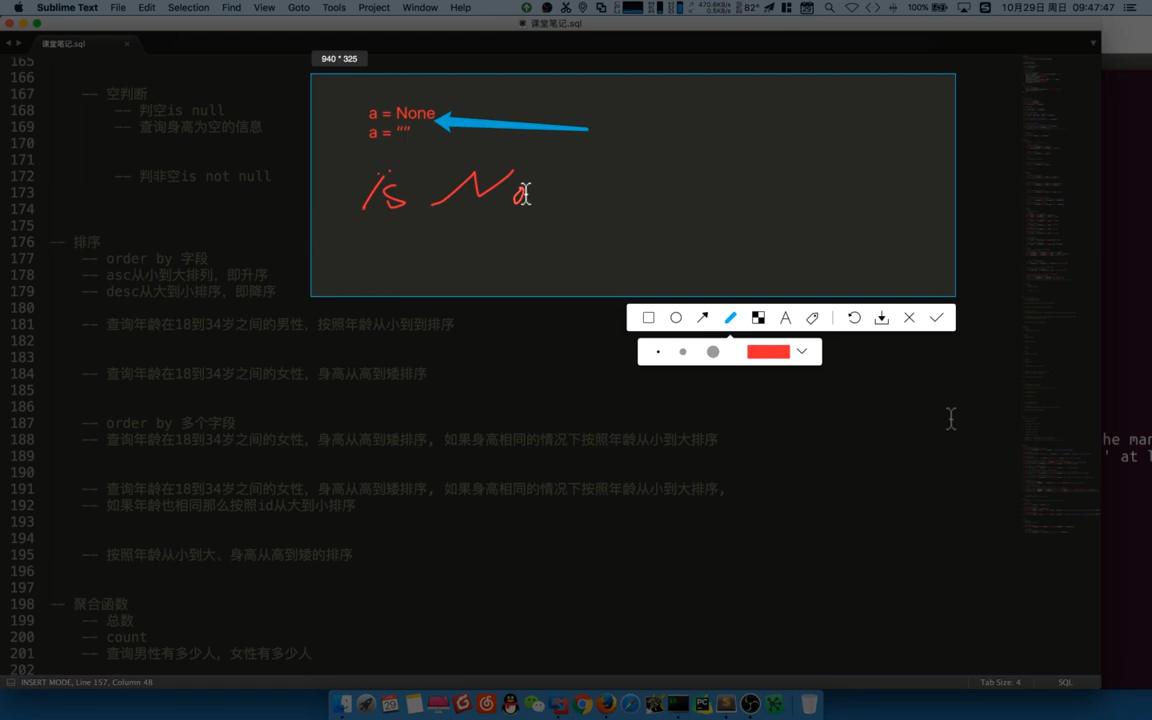 Sublime Text File Edit Selection Find View Goto Tools Project Window Help
82° 100% 10月29日 周日 09:47:47
课堂笔记.sql
课堂笔记.sql
940 * 325
a = None
a = ""
is No
165
166
167 -- 空判断
168 -- 判空is null
169 -- 查询身高为空的信息
170
171
172 -- 判非空is not null
173
174
175
176 -- 排序
177 -- order by 字段
178 -- asc从小到大排列，即升序
179 -- desc从大到小排序，即降序
180
181 -- 查询年龄在18到34岁之间的男性，按照年龄从小到到排序
182
183
184 -- 查询年龄在18到34岁之间的女性，身高从高到矮排序
185
186
187 -- order by 多个字段
188 -- 查询年龄在18到34岁之间的女性，身高从高到矮排序, 如果身高相同的情况下按照年龄从小到大排序
189
190
191 -- 查询年龄在18到34岁之间的女性，身高从高到矮排序, 如果身高相同的情况下按照年龄从小到大排序,
192 -- 如果年龄也相同那么按照id从大到小排序
193
194
195 -- 按照年龄从小到大、身高从高到矮的排序
196
197
198 -- 聚合函数
199 -- 总数
200 -- count
201 -- 查询男性有多少人，女性有多少人
202
he mar
' at l
INSERT MODE, Line 157, Column 48 Tab Size: 4 SQL